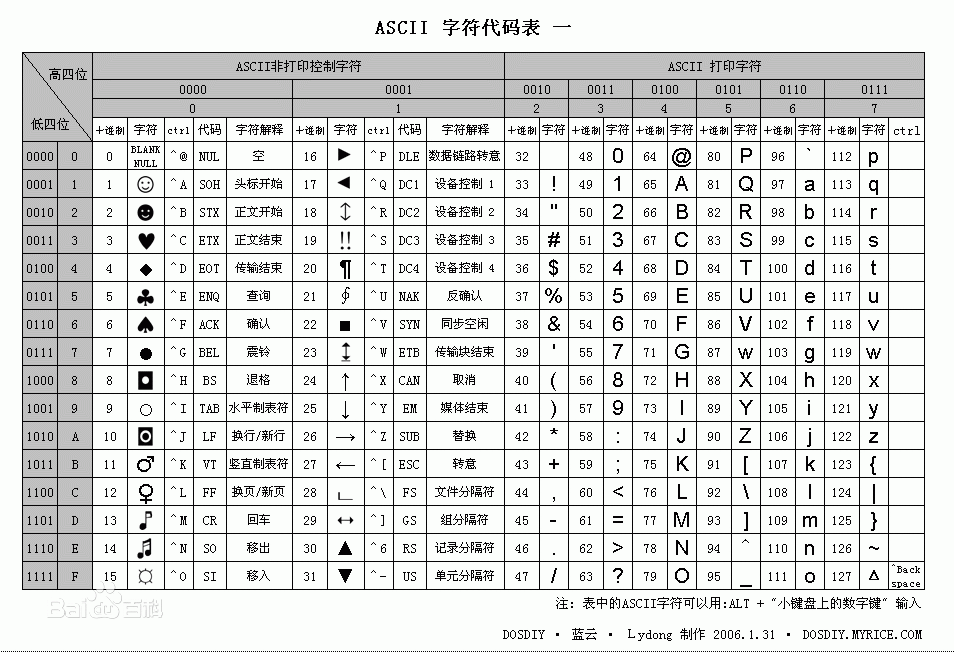 ASCII 字符代码表 一
高四位 ASCII非打印控制字符 ASCII 打印字符
0000 0001 0010 0011 0100 0101 0110 0111
低四位 0 1 2 3 4 5 6 7
十进制 字符 ctrl 代码 字符解释 十进制 字符 ctrl 代码 字符解释 十进制 字符 十进制 字符 十进制 字符 十进制 字符 十进制 字符 十进制 字符 ctrl
0000 0 0 BLANK NULL ^@ NUL 空 16 ► ^P DLE 数据链路转意 32 48 0 64 @ 80 P 96 ` 112 p
0001 1 1 ☺ ^A SOH 头标开始 17 ◄ ^Q DC1 设备控制 1 33 ! 49 1 65 A 81 Q 97 a 113 q
0010 2 2 ☻ ^B STX 正文开始 18 ↕ ^R DC2 设备控制 2 34 " 50 2 66 B 82 R 98 b 114 r
0011 3 3 ♥ ^C ETX 正文结束 19 ‼ ^S DC3 设备控制 3 35 # 51 3 67 C 83 S 99 c 115 s
0100 4 4 ◆ ^D EOT 传输结束 20 ¶ ^T DC4 设备控制 4 36 $ 52 4 68 D 84 T 100 d 116 t
0101 5 5 ♣ ^E ENQ 查询 21 ∮ ^U NAK 反确认 37 % 53 5 69 E 85 U 101 e 117 u
0110 6 6 ♠ ^F ACK 确认 22 ■ ^V SYN 同步空闲 38 & 54 6 70 F 86 V 102 f 118 v
0111 7 7 ● ^G BEL 震铃 23 ↨ ^W ETB 传输块结束 39 ' 55 7 71 G 87 w 103 g 119 w
1000 8 8 ◘ ^H BS 退格 24 ↑ ^X CAN 取消 40 ( 56 8 72 H 88 X 104 h 120 x
1001 9 9 ○ ^I TAB 水平制表符 25 ↓ ^Y EM 媒体结束 41 ) 57 9 73 I 89 Y 105 i 121 y
1010 A 10 ◙ ^J LF 换行/新行 26 → ^Z SUB 替换 42 * 58 : 74 J 90 Z 106 j 122 z
1011 B 11 ♂ ^K VT 竖直制表符 27 ← ^[ ESC 转意 43 + 59 ; 75 K 91 [ 107 k 123 {
1100 C 12 ♀ ^L FF 换页/新页 28 ∟ ^\ FS 文件分隔符 44 , 60 < 76 L 92 \ 108 l 124 |
1101 D 13 ♪ ^M CR 回车 29 ↔ ^] GS 组分隔符 45 - 61 = 77 M 93 ] 109 m 125 }
1110 E 14 ♫ ^N SO 移出 30 ▲ ^6 RS 记录分隔符 46 . 62 > 78 N 94 ^ 110 n 126 ~
1111 F 15 ☼ ^O SI 移入 31 ▼ ^- US 单元分隔符 47 / 63 ? 79 O 95 _ 111 o 127 Δ ^Back space
Bai百科
注: 表中的ASCII字符可以用:ALT + "小键盘上的数字键" 输入
DOSDIY · 蓝云 · Lydong 制作 2006.1.31 · DOSDIY.MYRICE.COM